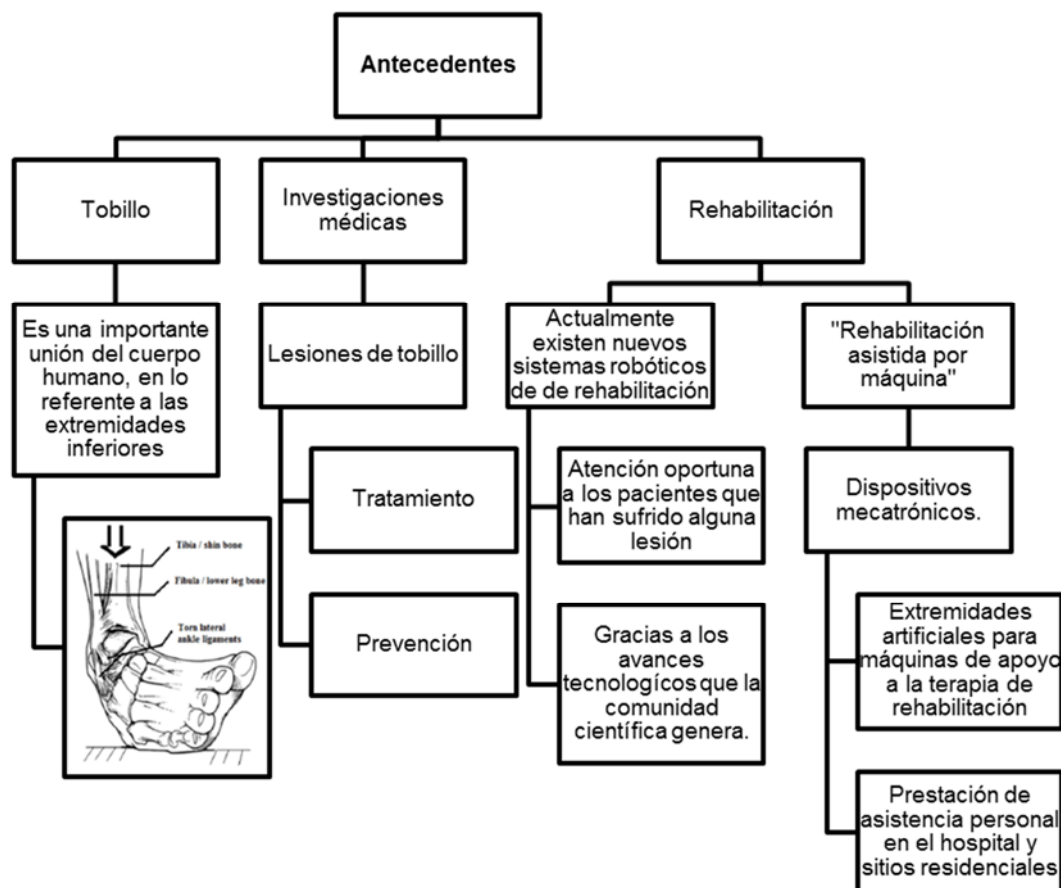 Antecedentes
Tobillo
Investigaciones
médicas
Rehabilitación
Es una importante
unión del cuerpo
humano, en lo
referente a las
extremidades
inferiores
Lesiones de tobillo
Actualmente
existen nuevos
sistemas robóticos
de de rehabilitación
"Rehabilitación
asistida por
máquina"
Tratamiento
Prevención
Atención oportuna
a los pacientes que
han sufrido alguna
lesión
Gracias a los
avances
tecnologícos que la
comunidad
científica genera.
Dispositivos
mecatrónicos.
Extremidades
artificiales para
máquinas de apoyo
a la terapia de
rehabilitación
Prestación de
asistencia personal
en el hospital y
sitios residenciales
Tibia / shin bone
Fibula / lower leg bone
Torn lateral
ankle ligaments